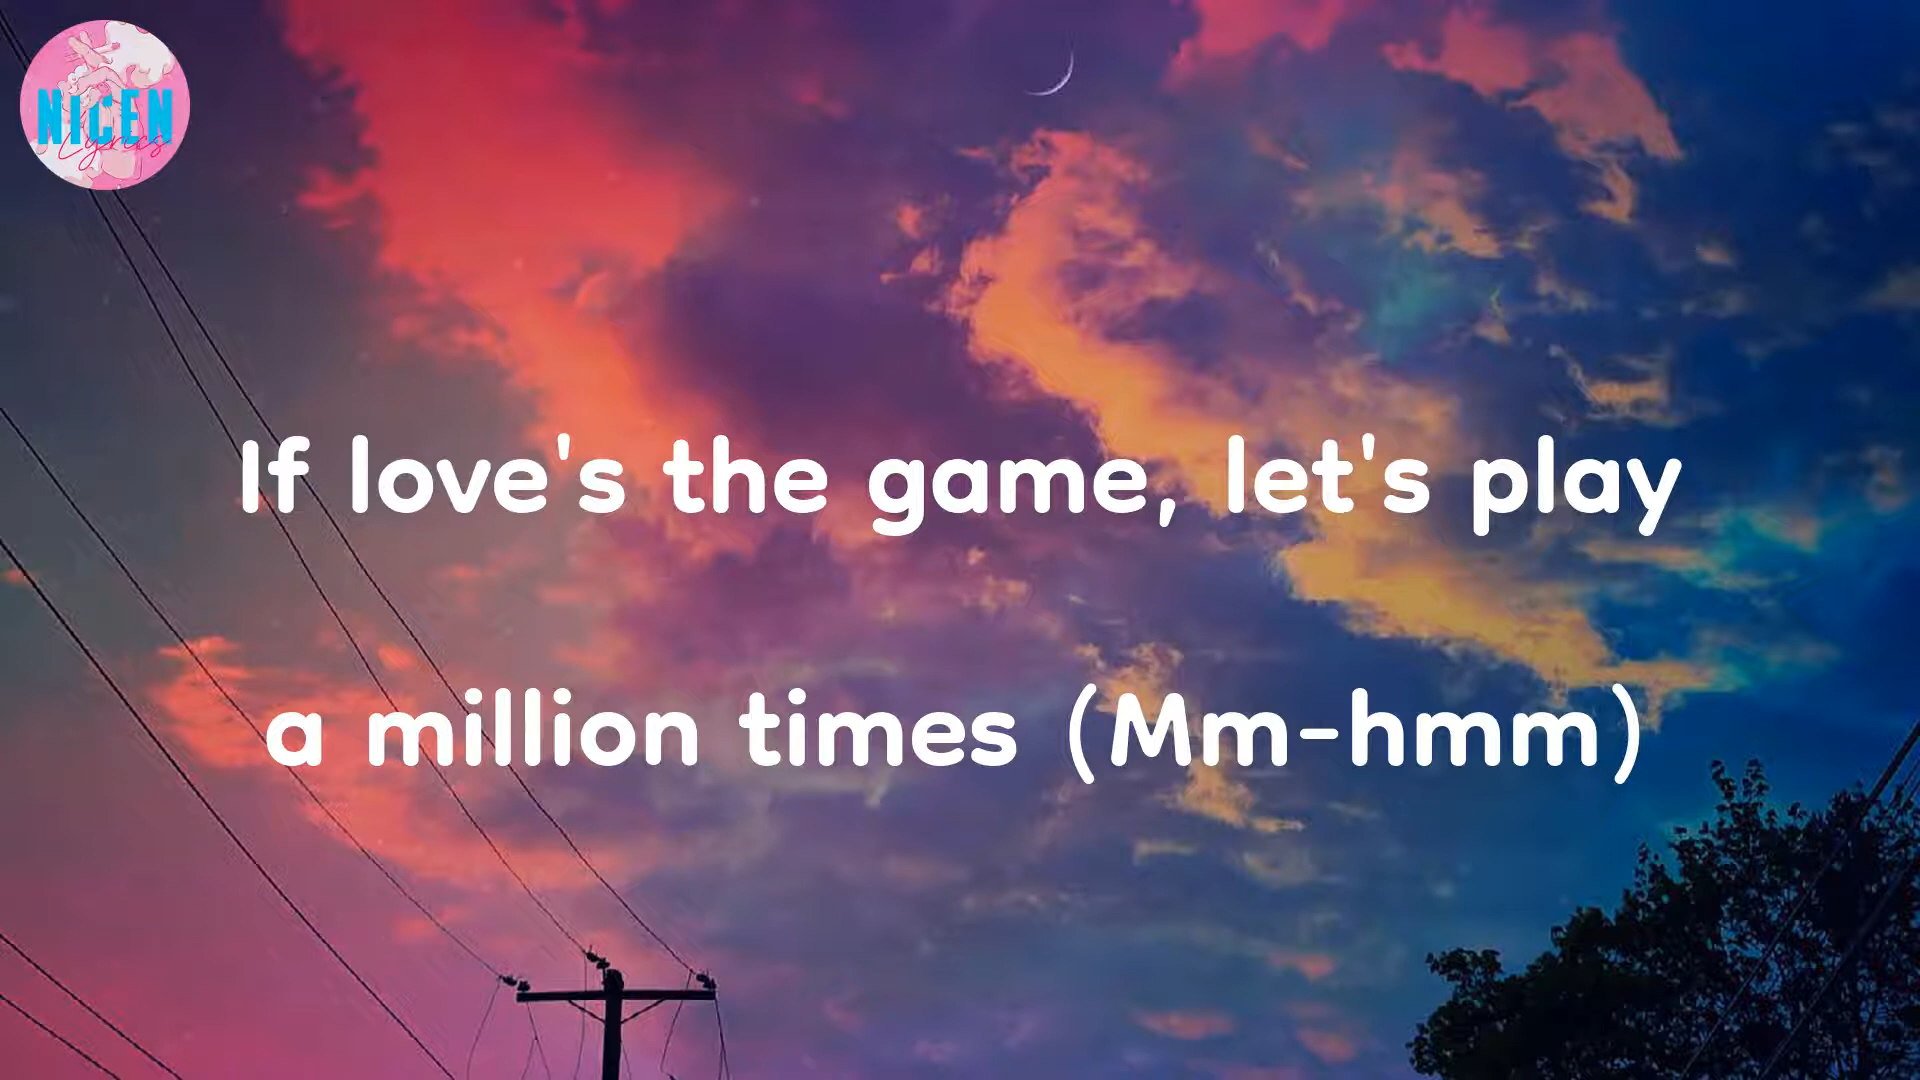 NICEN
Lyrics
If love's the game, let's play
a million times (Mm-hmm)